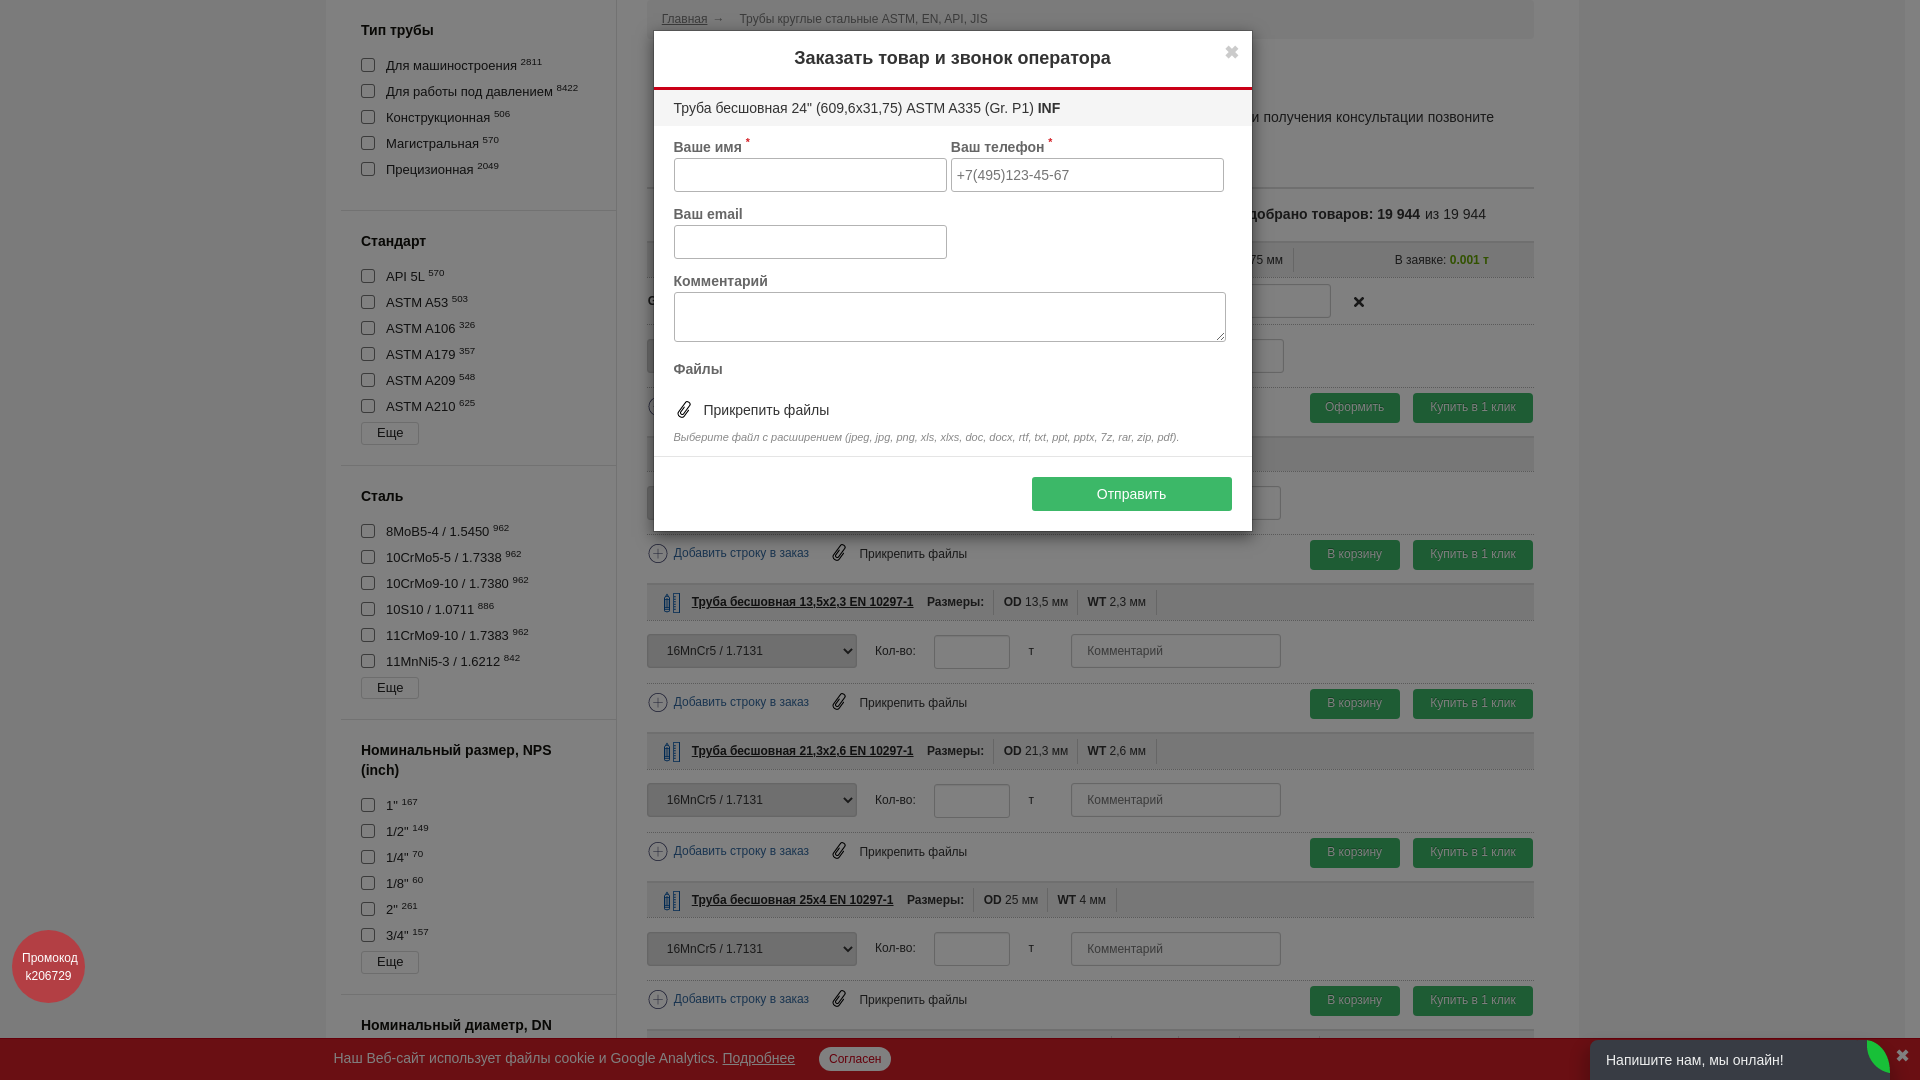 Тип трубы
Для машиностроения 2811
Для работы под давлением 8422
Конструкционная 506
Магистральная 570
Прецизионная 2049
Стандарт
API 5L 570
ASTM A53 503
ASTM A106 326
ASTM A179 357
ASTM A209 548
ASTM A210 625
Еще
Сталь
8MoB5-4 / 1.5450 962
10CrMo5-5 / 1.7338 962
10CrMo9-10 / 1.7380 962
10S10 / 1.0711 886
11CrMo9-10 / 1.7383 962
11MnNi5-3 / 1.6212 842
Еще
Номинальный размер, NPS
(inch)
1" 167
1/2" 149
1/4" 70
1/8" 60
2" 261
3/4" 157
Еще
Номинальный диаметр, DN
Главная → Трубы круглые стальные ASTM, EN, API, JIS
Заказать товар и звонок оператора
Труба бесшовная 24" (609,6x31,75) ASTM A335 (Gr. P1) INF
Ваше имя *
Ваш телефон *
+7(495)123-45-67
Ваш email
Комментарий
Файлы
Прикрепить файлы
Выберите файл с расширением (jpeg, jpg, png, xls, xlxs, doc, docx, rtf, txt, ppt, pptx, 7z, rar, zip, pdf).
Отправить
и получения консультации позвоните
добрано товаров: 19 944 из 19 944
75 мм
В заявке: 0.001 т
Оформить Купить в 1 клик
Добавить строку в заказ Прикрепить файлы В корзину Купить в 1 клик
Труба бесшовная 13,5x2,3 EN 10297-1 Размеры: OD 13,5 мм WT 2,3 мм
16MnCr5 / 1.7131 Кол-во: т Комментарий
Добавить строку в заказ Прикрепить файлы В корзину Купить в 1 клик
Труба бесшовная 21,3x2,6 EN 10297-1 Размеры: OD 21,3 мм WT 2,6 мм
16MnCr5 / 1.7131 Кол-во: т Комментарий
Добавить строку в заказ Прикрепить файлы В корзину Купить в 1 клик
Труба бесшовная 25x4 EN 10297-1 Размеры: OD 25 мм WT 4 мм
16MnCr5 / 1.7131 Кол-во: т Комментарий
Добавить строку в заказ Прикрепить файлы В корзину Купить в 1 клик
Промокод
k206729
Наш Веб-сайт использует файлы cookie и Google Analytics. Подробнее Согласен
Напишите нам, мы онлайн!